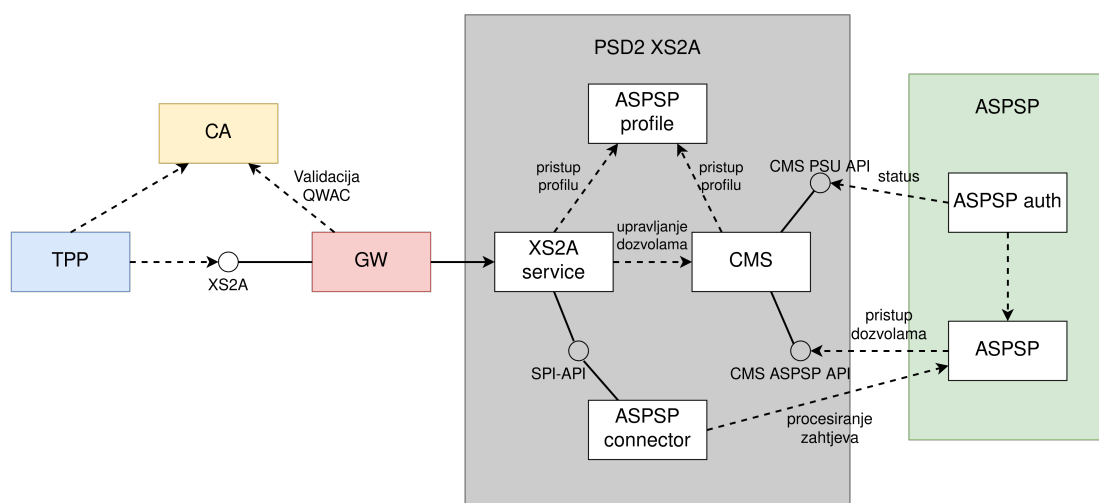 PSD2 XS2A
ASPSP
profile
ASPSP
CA
Validacija
QWAC
pristup
profilu
pristup
profilu
CMS PSU API
status
ASPSP auth
TPP
XS2A
GW
XS2A
service
upravljanje
dozvolama
CMS
pristup
dozvolama
ASPSP
SPI-API
CMS ASPSP API
ASPSP
connector
procesiranje
zahtjeva